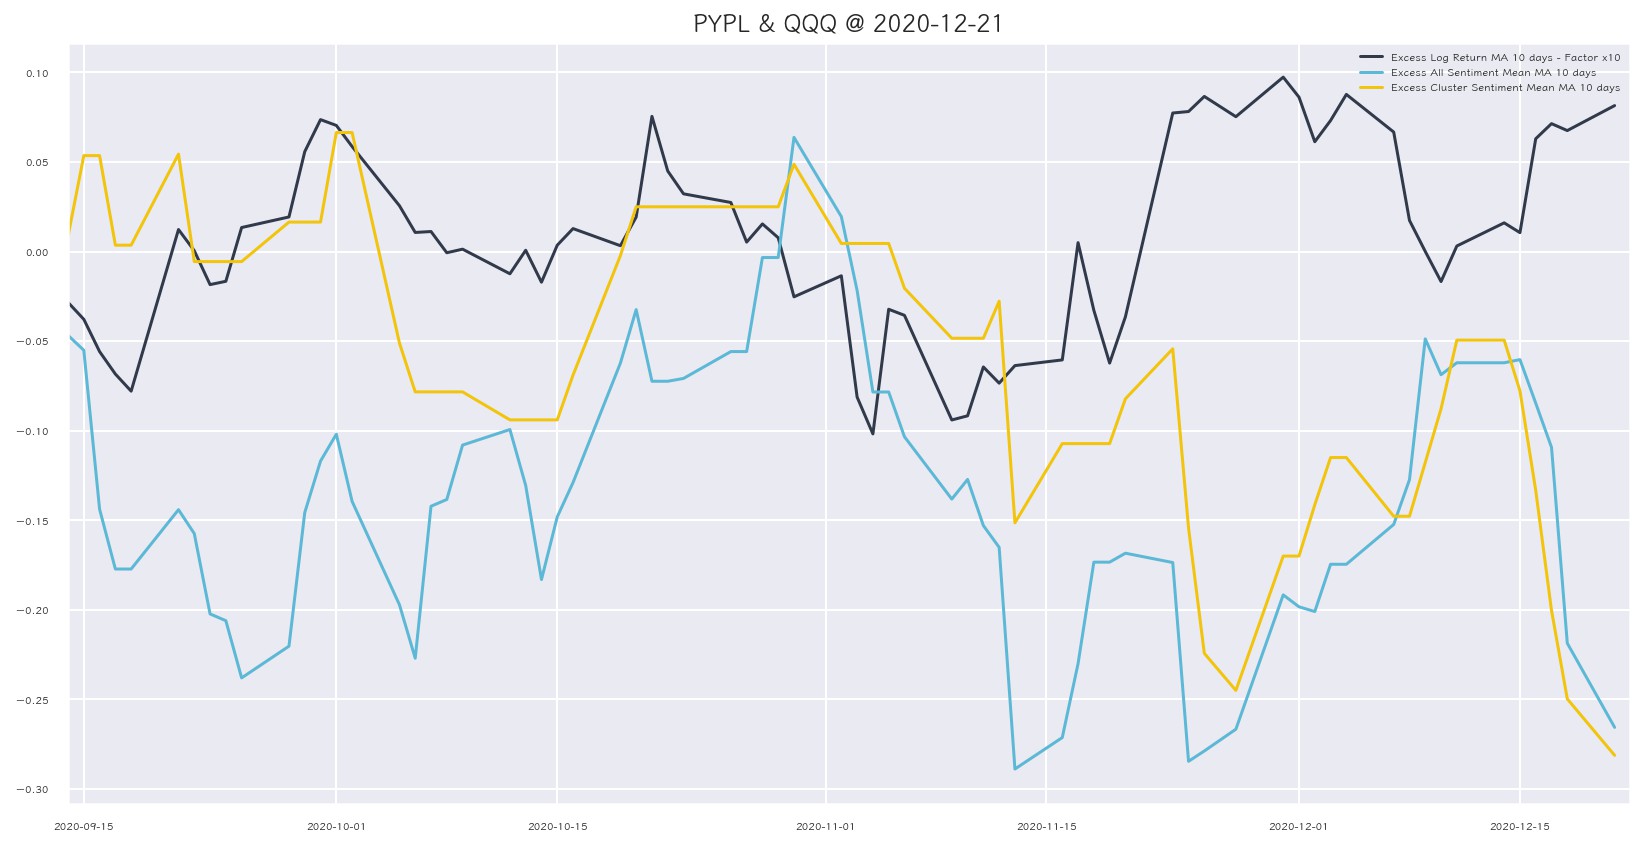 PYPL & QQQ @ 2020-12-21
Excess Log Return MA 10 days - Factor x10
Excess All Sentiment Mean MA 10 days
Excess Cluster Sentiment Mean MA 10 days
0.10
0.05
0.00
−0.05
−0.10
−0.15
−0.20
−0.25
−0.30
2020-09-15 2020-10-01 2020-10-15 2020-11-01 2020-11-15 2020-12-01 2020-12-15